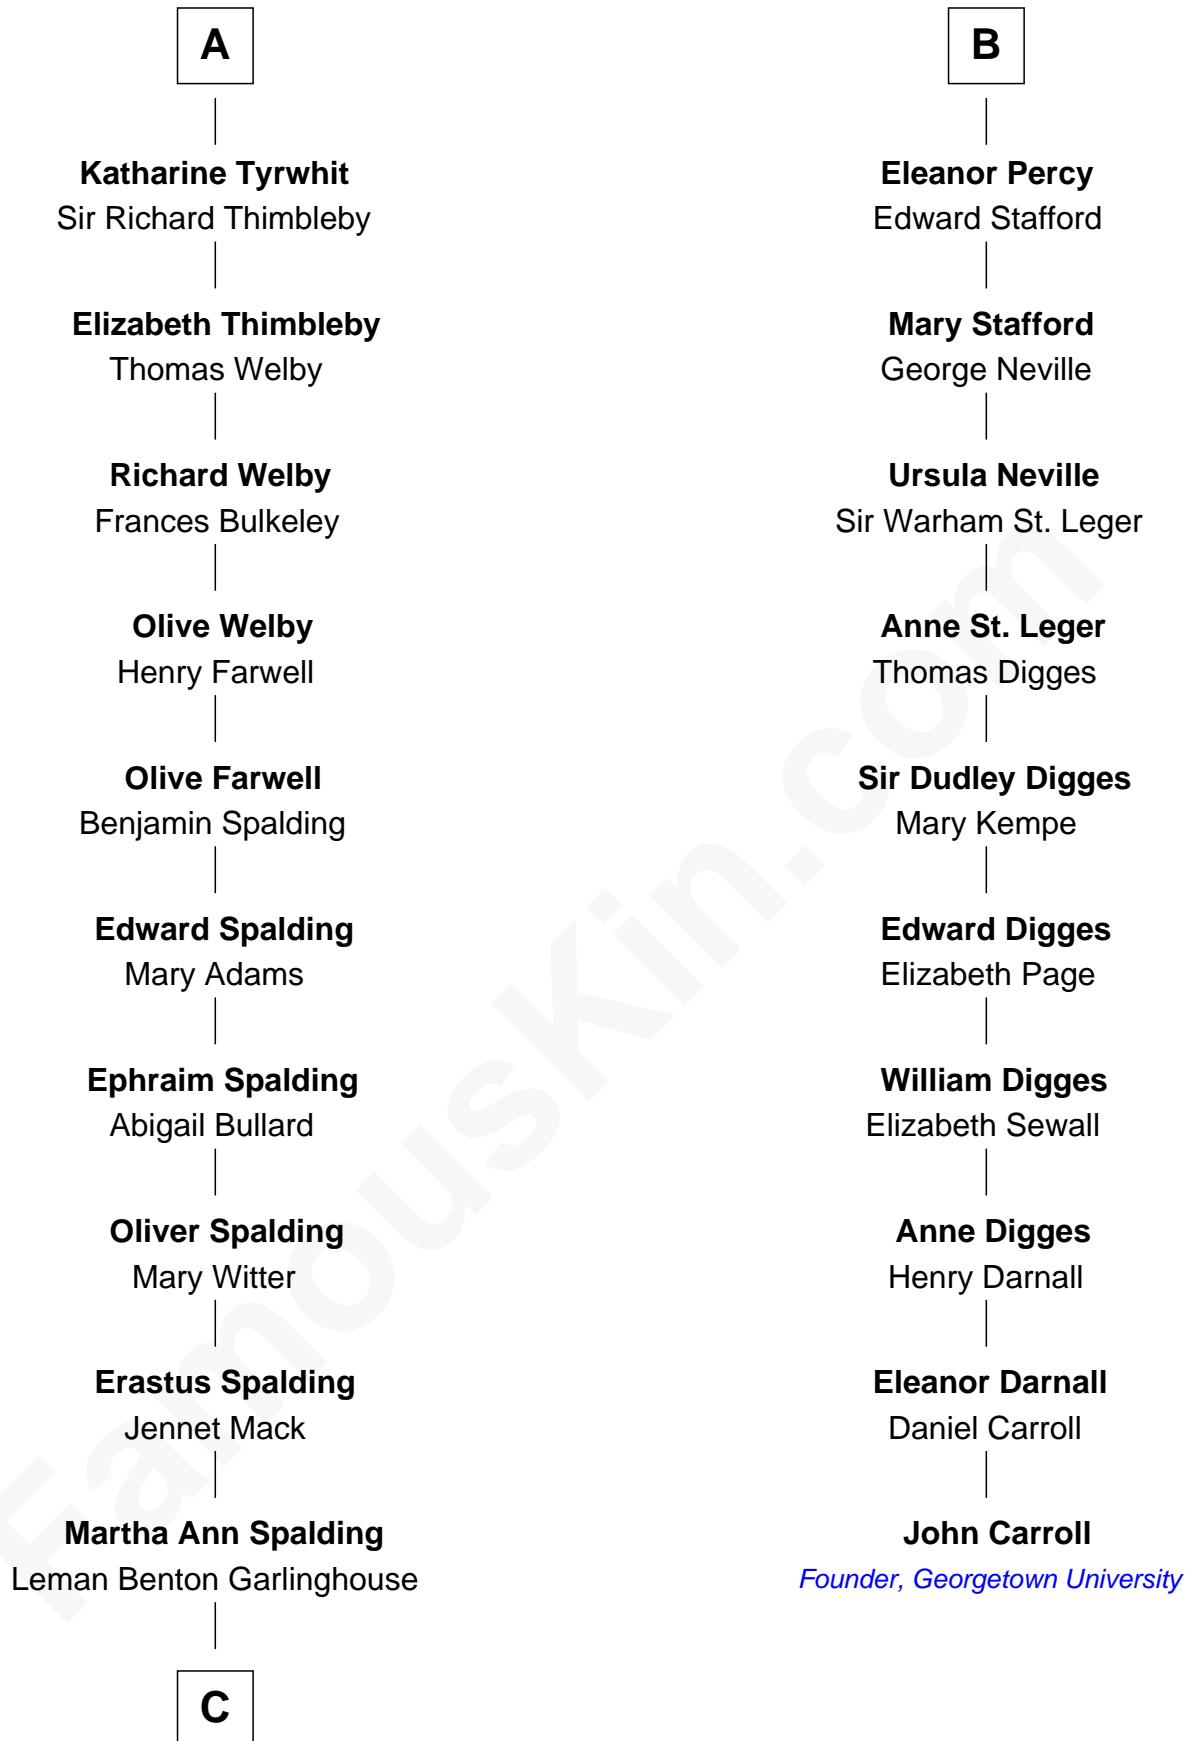 A
Katharine Tyrwhit
Sir Richard Thimbleby
Elizabeth Thimbleby
Thomas Welby
Richard Welby
Frances Bulkeley
Olive Welby
Henry Farwell
Olive Farwell
Benjamin Spalding
Edward Spalding
Mary Adams
Ephraim Spalding
Abigail Bullard
Oliver Spalding
Mary Witter
Erastus Spalding
Jennet Mack
Martha Ann Spalding
Leman Benton Garlinghouse
C
B
Eleanor Percy
Edward Stafford
Mary Stafford
George Neville
Ursula Neville
Sir Warham St. Leger
Anne St. Leger
Thomas Digges
Sir Dudley Digges
Mary Kempe
Edward Digges
Elizabeth Page
William Digges
Elizabeth Sewall
Anne Digges
Henry Darnall
Eleanor Darnall
Daniel Carroll
John Carroll
Founder, Georgetown University
FamousKin.com